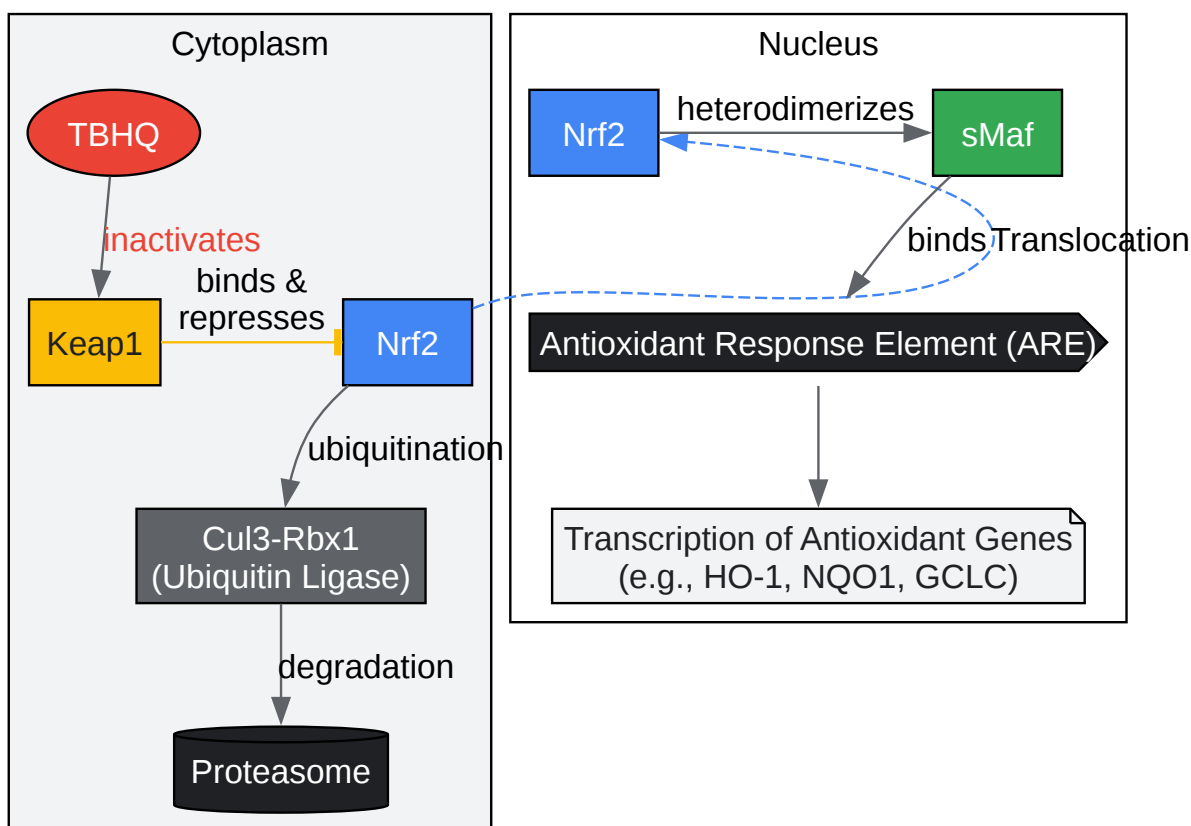 Cytoplasm
TBHQ
inactivates
binds &
represses
Keap1
Nrf2
ubiquitination
Cul3-Rbx1
(Ubiquitin Ligase)
degradation
Proteasome
Nucleus
Nrf2
heterodimerizes
sMaf
binds
Translocation
Antioxidant Response Element (ARE)
Transcription of Antioxidant Genes
(e.g., HO-1, NQO1, GCLC)